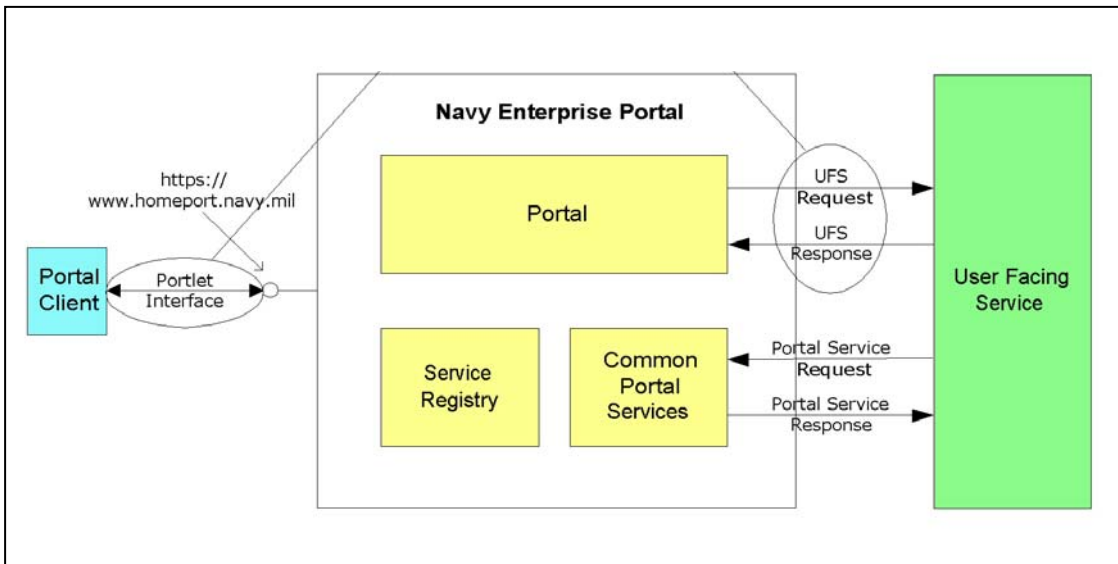 Navy Enterprise Portal
https://
www.homeport.navy.mil
Portal
Client
Portlet
Interface
Portal
UFS
Request
UFS
Response
User Facing
Service
Service
Registry
Common
Portal
Services
Portal Service
Request
Portal Service
Response